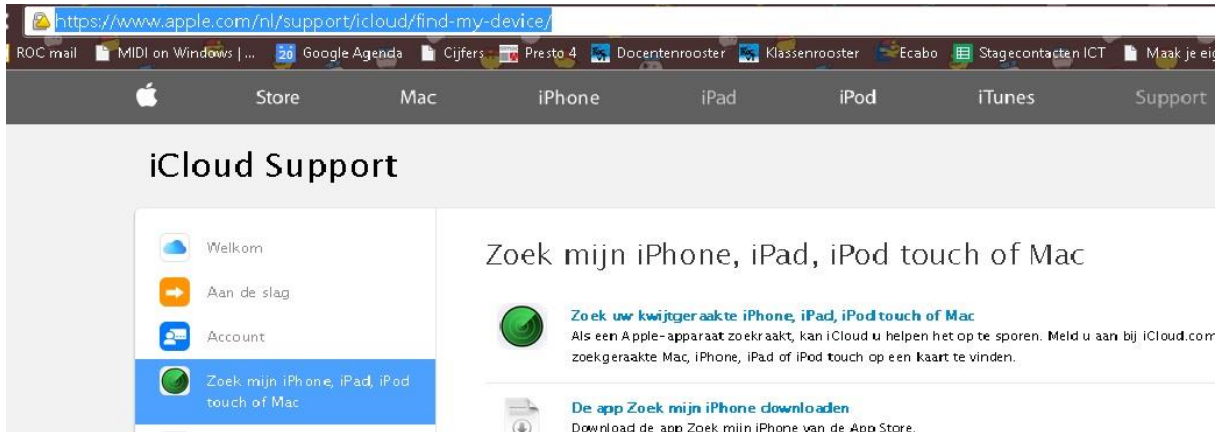 https://www.apple.com/nl/support/icloud/find-my-device/
ROC mail MIDI on Windows | ... 20 Google Agenda Cijfers Presto 4 Docentenrooster Klassenrooster Ecabo Stagecontacten ICT Maak je eig
Store Mac iPhone iPad iPod iTunes Support
iCloud Support
Welkom
Aan de slag
Account
Zoek mijn iPhone, iPad, iPod
touch of Mac
Zoek mijn iPhone, iPad, iPod touch of Mac
Zoek uw kwijtgeraakte iPhone, iPad, iPod touch of Mac
Als een Apple-apparaat zoekraakt, kan iCloud u helpen het op te sporen. Meld u aan bij iCloud.com
zoekgeraakte Mac, iPhone, iPad of iPod touch op een kaart te vinden.
De app Zoek mijn iPhone downloaden
Download de app Zoek mijn iPhone van de App Store.